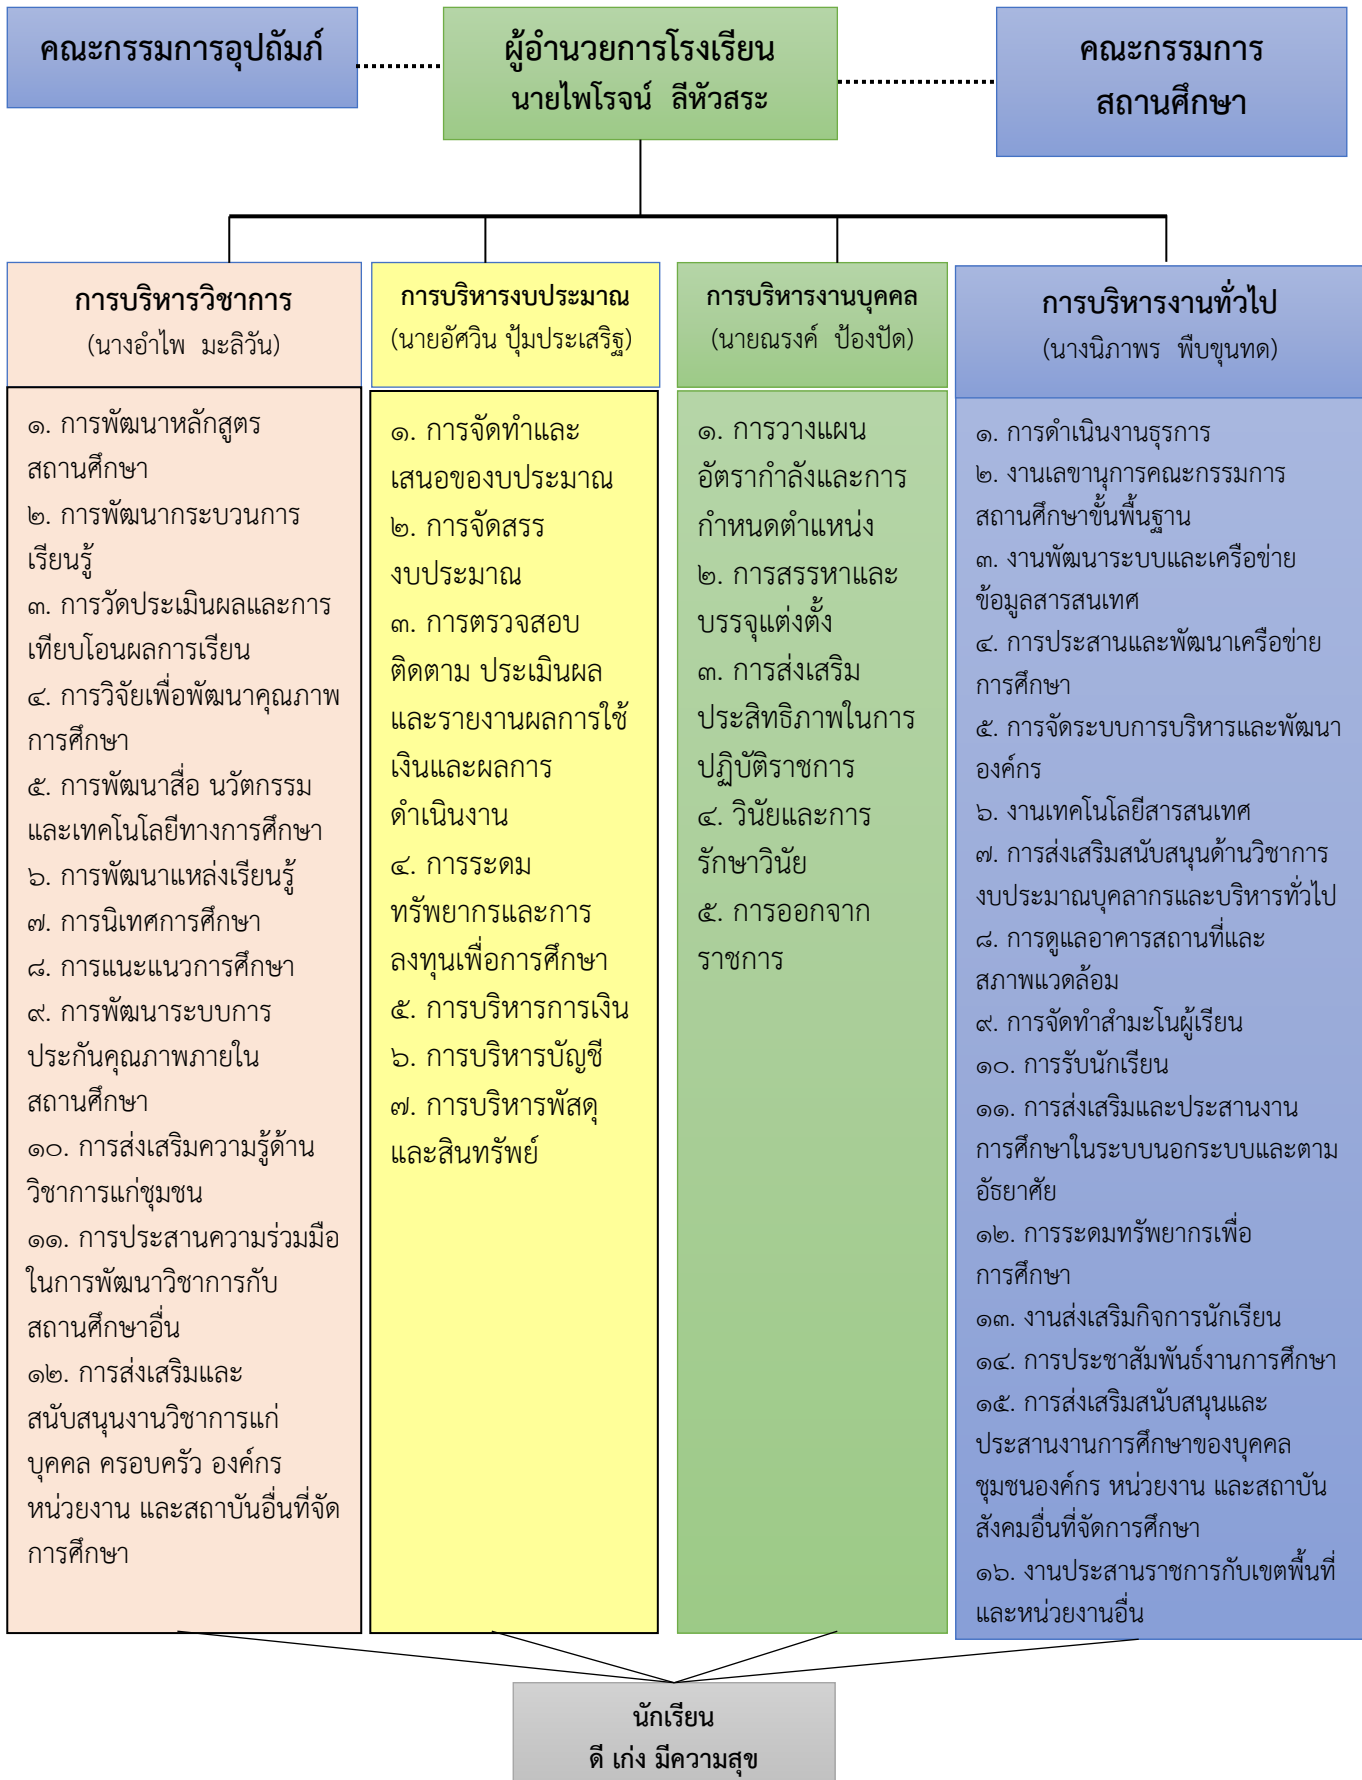 คณะกรรมการอุปถัมภ์
ผู้อำนวยการโรงเรียน
นายไพโรจน์ ลีหัวสระ
คณะกรรมการ
สถานศึกษา
การบริหารวิชาการ
(นางอำไพ มะลิวัน)
๑. การพัฒนาหลักสูตร
สถานศึกษา
๒. การพัฒนากระบวนการ
เรียนรู้
๓. การวัดประเมินผลและการ
เทียบโอนผลการเรียน
๔. การวิจัยเพื่อพัฒนาคุณภาพ
การศึกษา
๕. การพัฒนาสื่อ นวัตกรรม
และเทคโนโลยีทางการศึกษา
๖. การพัฒนาแหล่งเรียนรู้
๗. การนิเทศการศึกษา
๘. การแนะแนวการศึกษา
๙. การพัฒนาระบบการ
ประกันคุณภาพภายใน
สถานศึกษา
๑๐. การส่งเสริมความรู้ด้าน
วิชาการแก่ชุมชน
๑๑. การประสานความร่วมมือ
ในการพัฒนาวิชาการกับ
สถานศึกษาอื่น
๑๒. การส่งเสริมและ
สนับสนุนงานวิชาการแก่
บุคคล ครอบครัว องค์กร
หน่วยงาน และสถาบันอื่นที่จัด
การศึกษา
การบริหารงบประมาณ
(นายอัศวิน ปุ้มประเสริฐ)
๑. การจัดทำและ
เสนอของบประมาณ
๒. การจัดสรร
งบประมาณ
๓. การตรวจสอบ
ติดตาม ประเมินผล
และรายงานผลการใช้
เงินและผลการ
ดำเนินงาน
๔. การระดม
ทรัพยากรและการ
ลงทุนเพื่อการศึกษา
๕. การบริหารการเงิน
๖. การบริหารบัญชี
๗. การบริหารพัสดุ
และสินทรัพย์
การบริหารงานบุคคล
(นายณรงค์ ป้องปัด)
๑. การวางแผน
อัตรากำลังและการ
กำหนดตำแหน่ง
๒. การสรรหาและ
บรรจุแต่งตั้ง
๓. การส่งเสริม
ประสิทธิภาพในการ
ปฏิบัติราชการ
๔. วินัยและการ
รักษาวินัย
๕. การออกจาก
ราชการ
การบริหารงานทั่วไป
(นางนิภาพร พืบขุนทด)
๑. การดำเนินงานธุรการ
๒. งานเลขานุการคณะกรรมการ
สถานศึกษาขั้นพื้นฐาน
๓. งานพัฒนาระบบและเครือข่าย
ข้อมูลสารสนเทศ
๔. การประสานและพัฒนาเครือข่าย
การศึกษา
๕. การจัดระบบการบริหารและพัฒนา
องค์กร
๖. งานเทคโนโลยีสารสนเทศ
๗. การส่งเสริมสนับสนุนด้านวิชาการ
งบประมาณบุคลากรและบริหารทั่วไป
๘. การดูแลอาคารสถานที่และ
สภาพแวดล้อม
๙. การจัดทำสำมะโนผู้เรียน
๑๐. การรับนักเรียน
๑๑. การส่งเสริมและประสานงาน
การศึกษาในระบบนอกระบบและตาม
อัธยาศัย
๑๒. การระดมทรัพยากรเพื่อ
การศึกษา
๑๓. งานส่งเสริมกิจการนักเรียน
๑๔. การประชาสัมพันธ์งานการศึกษา
๑๕. การส่งเสริมสนับสนุนและ
ประสานงานการศึกษาของบุคคล
ชุมชนองค์กร หน่วยงาน และสถาบัน
สังคมอื่นที่จัดการศึกษา
๑๖. งานประสานราชการกับเขตพื้นที่
และหน่วยงานอื่น
นักเรียน
ดี เก่ง มีความสุข